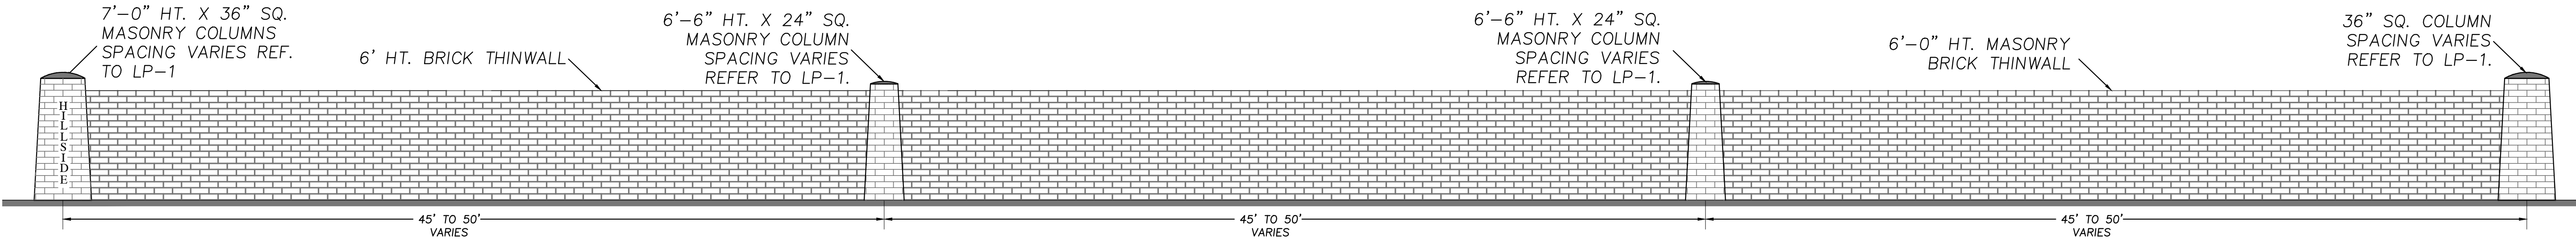 7'-0" HT. X 36" SQ.
MASONRY COLUMNS
SPACING VARIES REF.
TO LP-1
6' HT. BRICK THINWALL
6'-6" HT. X 24" SQ.
MASONRY COLUMN
SPACING VARIES
REFER TO LP-1.
6'-6" HT. X 24" SQ.
MASONRY COLUMN
SPACING VARIES
REFER TO LP-1.
6'-0" HT. MASONRY
BRICK THINWALL
36" SQ. COLUMN
SPACING VARIES
REFER TO LP-1.
HILLSIDE
45' TO 50'
VARIES
45' TO 50'
VARIES
45' TO 50'
VARIES